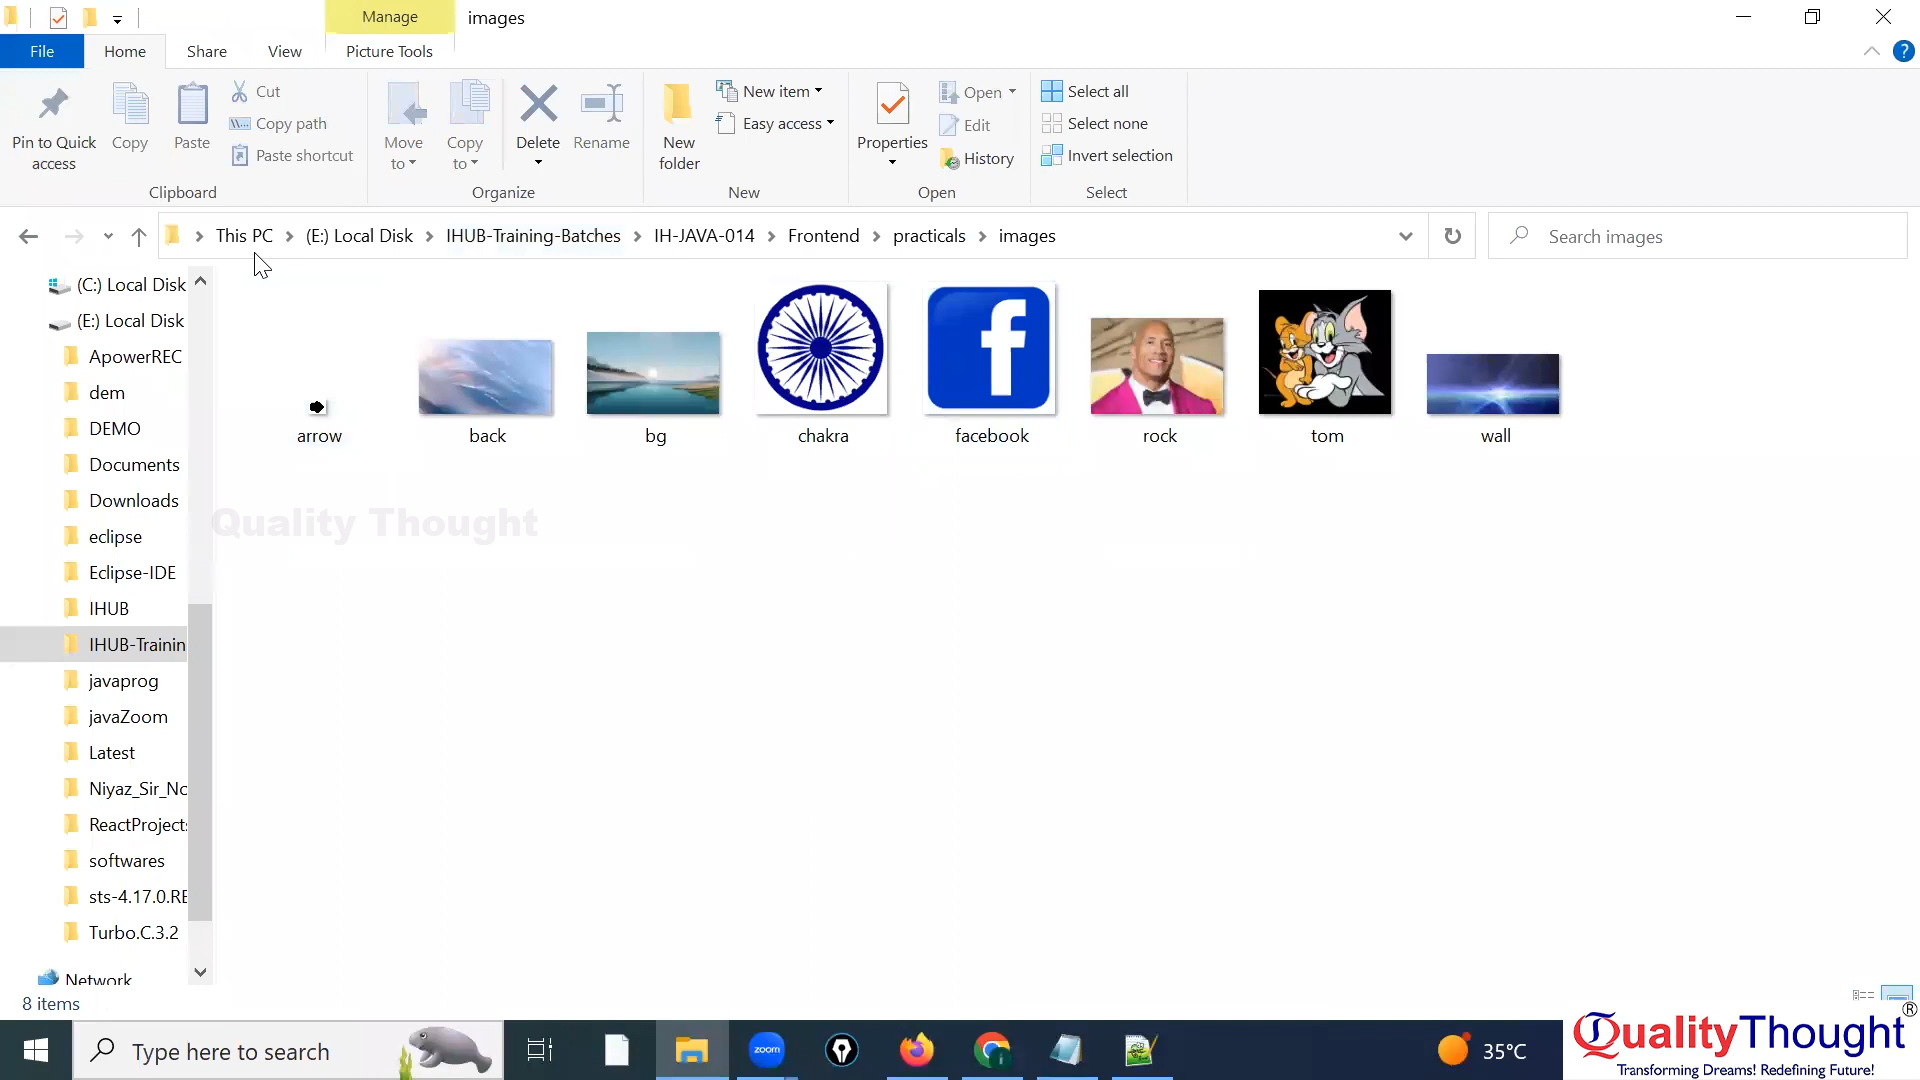 Manage
images
File
Home
Share
View
Picture Tools
?
Pin to Quick access
Copy
Paste
Cut
Copy path
Paste shortcut
Clipboard
Move to
Copy to
Delete
Rename
Organize
New folder
New item
Easy access
New
Properties
Open
Edit
History
Open
Select all
Select none
Invert selection
Select
This PC > (E:) Local Disk > IHUB-Training-Batches > IH-JAVA-014 > Frontend > practicals > images
Search images
(C:) Local Disk
(E:) Local Disk
ApowerREC
dem
DEMO
Documents
Downloads
eclipse
Eclipse-IDE
IHUB
IHUB-Trainin
javaprog
javaZoom
Latest
Niyaz_Sir_Nc
ReactProject:
softwares
sts-4.17.0.RE
Turbo.C.3.2
Network
f
arrow
back
bg
chakra
facebook
rock
tom
wall
Quality Thought
8 items
Type here to search
zoom
35°C
QualityThought®
Transforming Dreams! Redefining Future!